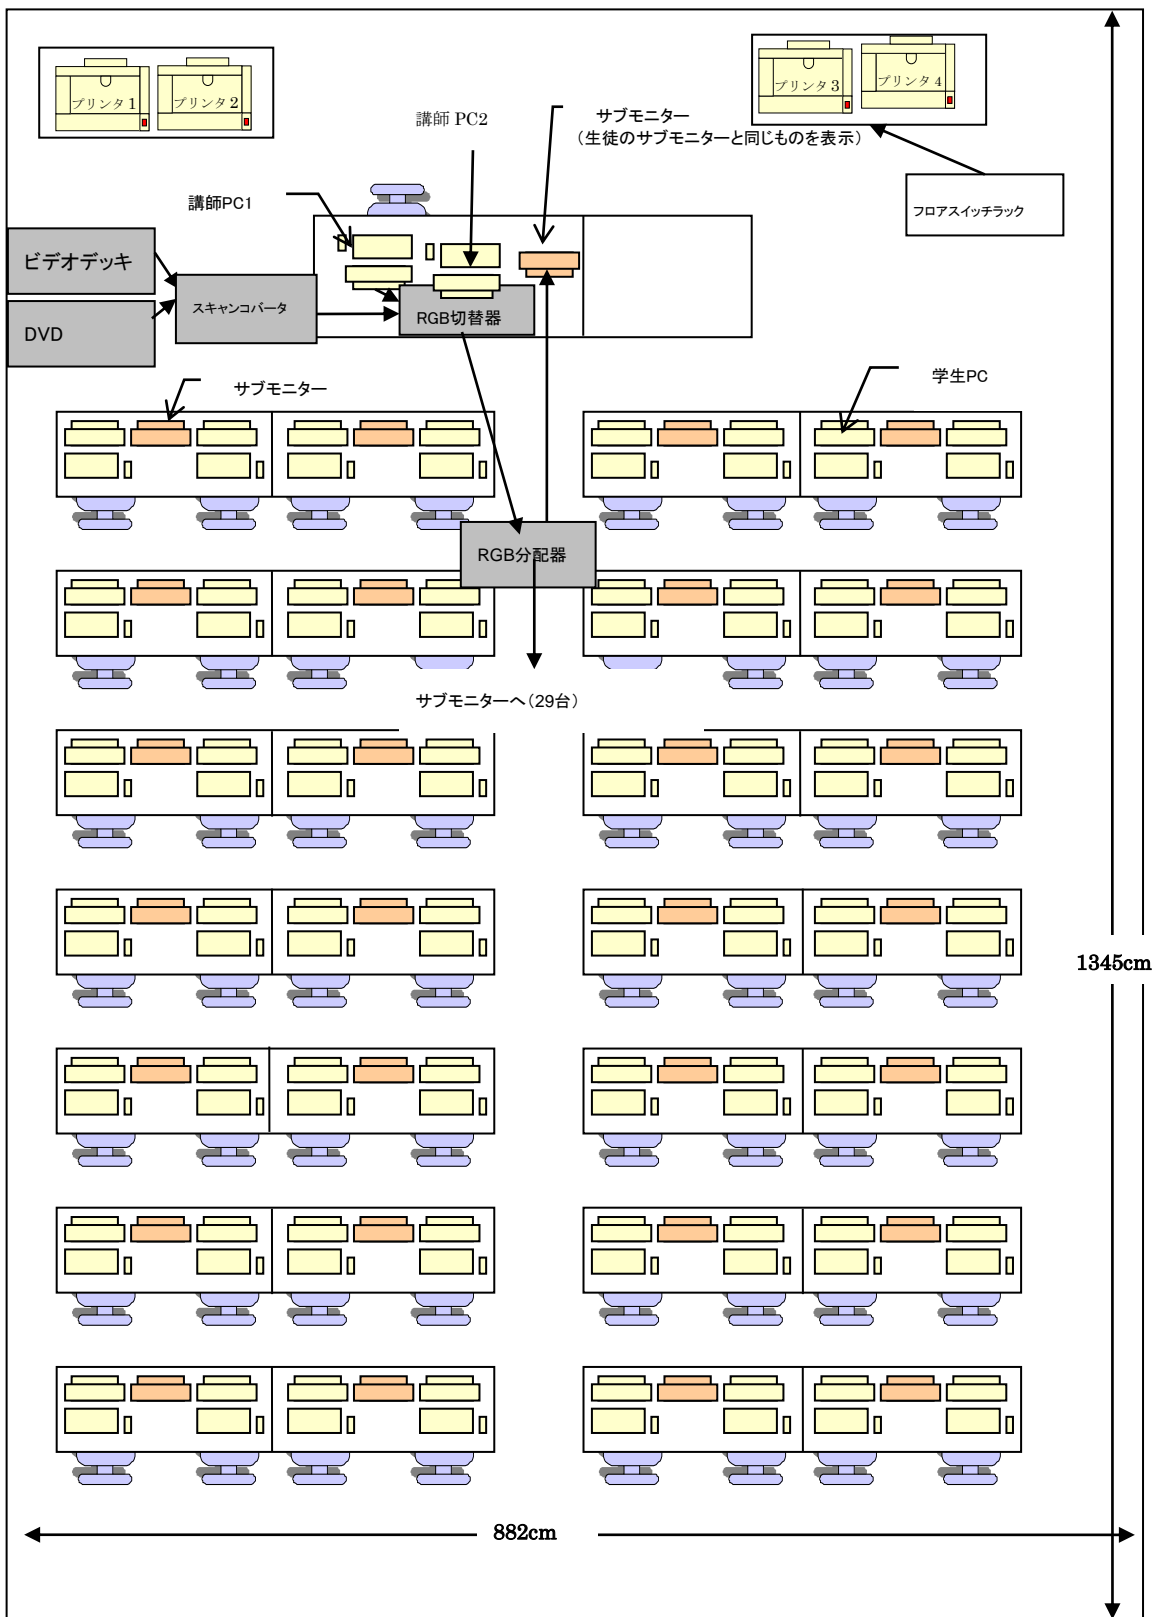 プリンタ1
プリンタ2
プリンタ3
プリンタ4
講師 PC2
サブモニター
（生徒のサブモニターと同じものを表示）
講師PC1
フロアスイッチラック
ビデオデッキ
スキャンコバータ
RGB切替器
DVD
サブモニター
学生PC
RGB分配器
サブモニターへ（29台）
1345cm
882cm